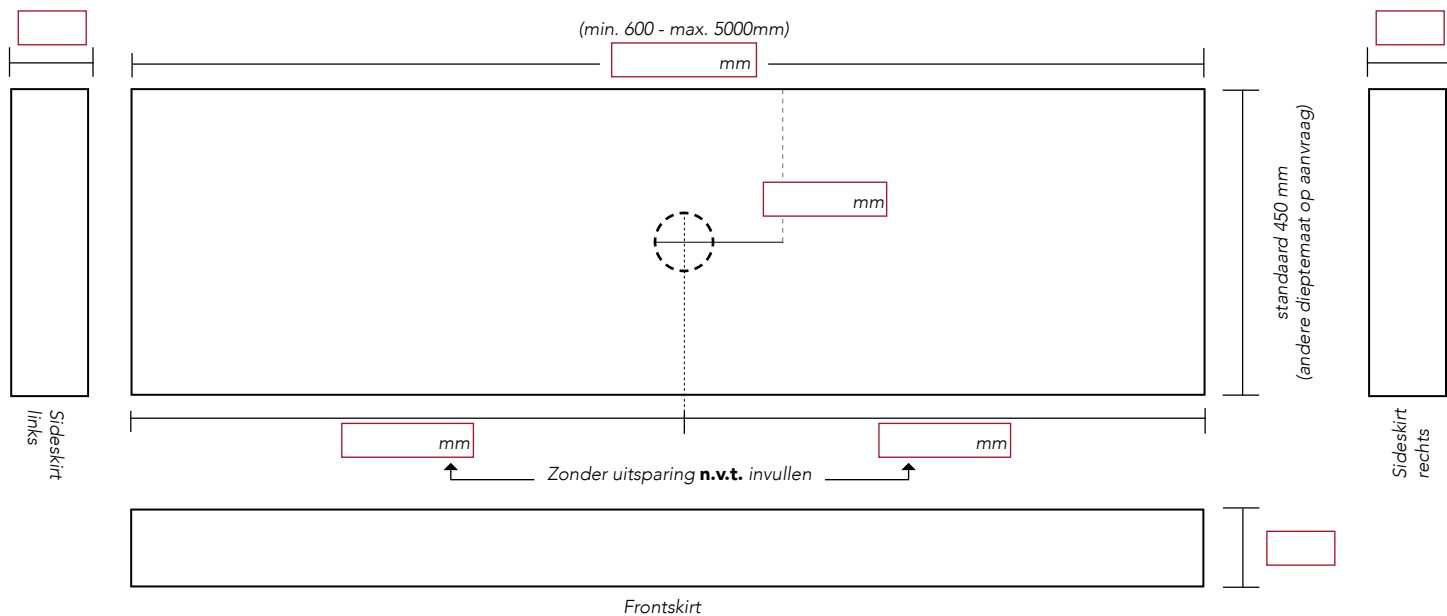 (min. 600 - max. 5000mm)
mm
mm
standaard 450 mm
(andere dieptemaat op aanvraag)
Sideskirt
links
mm
mm
Sideskirt
rechts
Zonder uitsparing n.v.t. invullen
Frontskirt